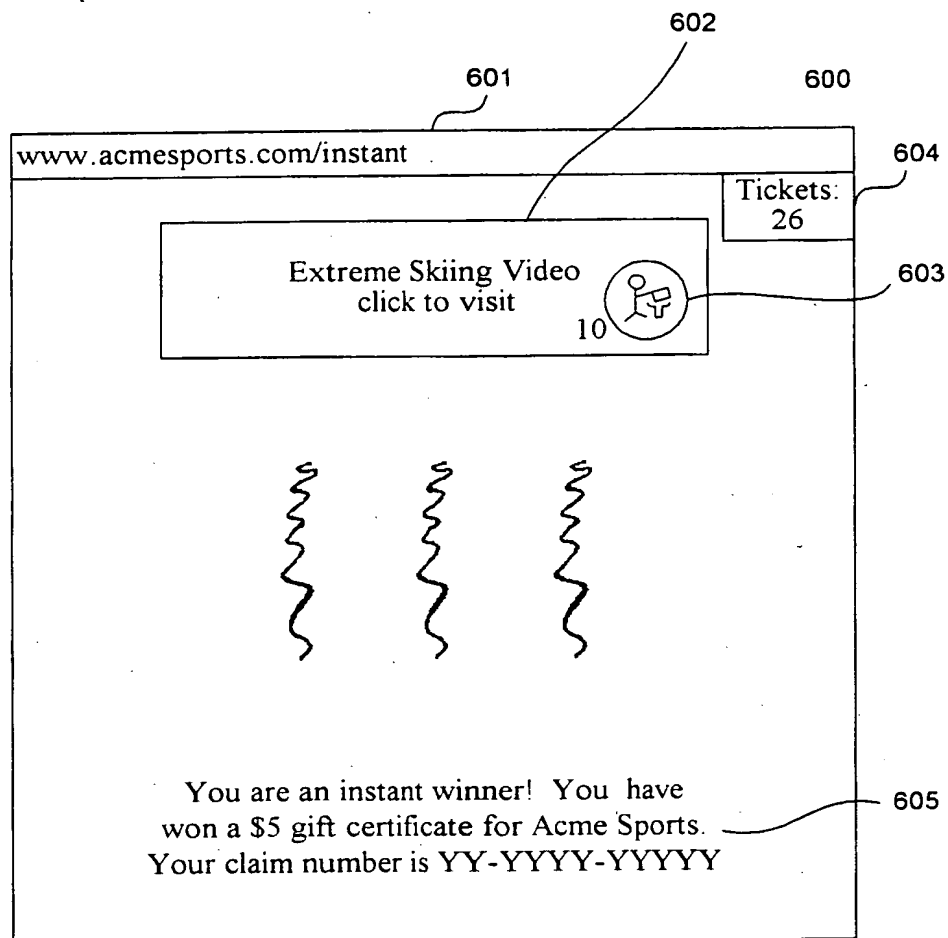 602
601
600
www.acmesports.com/instant
604
Tickets:
26
Extreme Skiing Video
click to visit
603
10
You are an instant winner! You have
won a $5 gift certificate for Acme Sports.
605
Your claim number is YY-YYYY-YYYYY